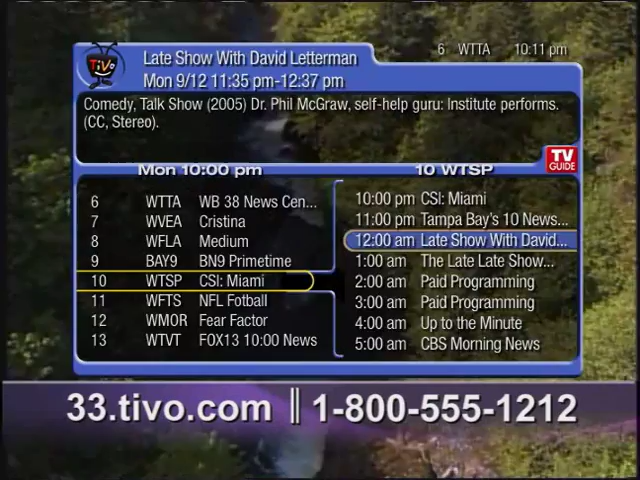 TiVo
Late Show With David Letterman
6 WTTA 10:11 pm
Mon 9/12 11:35 pm-12:37 pm
Comedy, Talk Show (2005) Dr. Phil McGraw, self-help guru: Institute performs.
(CC, Stereo).
TV
GUIDE
Mon 10:00 pm
10 WTSP
6 WTTA WB 38 News Cen...
7 WVEA Cristina
8 WFLA Medium
9 BAY9 BN9 Primetime
10 WTSP CSI: Miami
11 WFTS NFL Fotball
12 WMOR Fear Factor
13 WTVT FOX13 10:00 News
10:00 pm CSI: Miami
11:00 pm Tampa Bay's 10 News...
12:00 am Late Show With David...
1:00 am The Late Late Show...
2:00 am Paid Programming
3:00 am Paid Programming
4:00 am Up to the Minute
5:00 am CBS Morning News
33.tivo.com || 1-800-555-1212